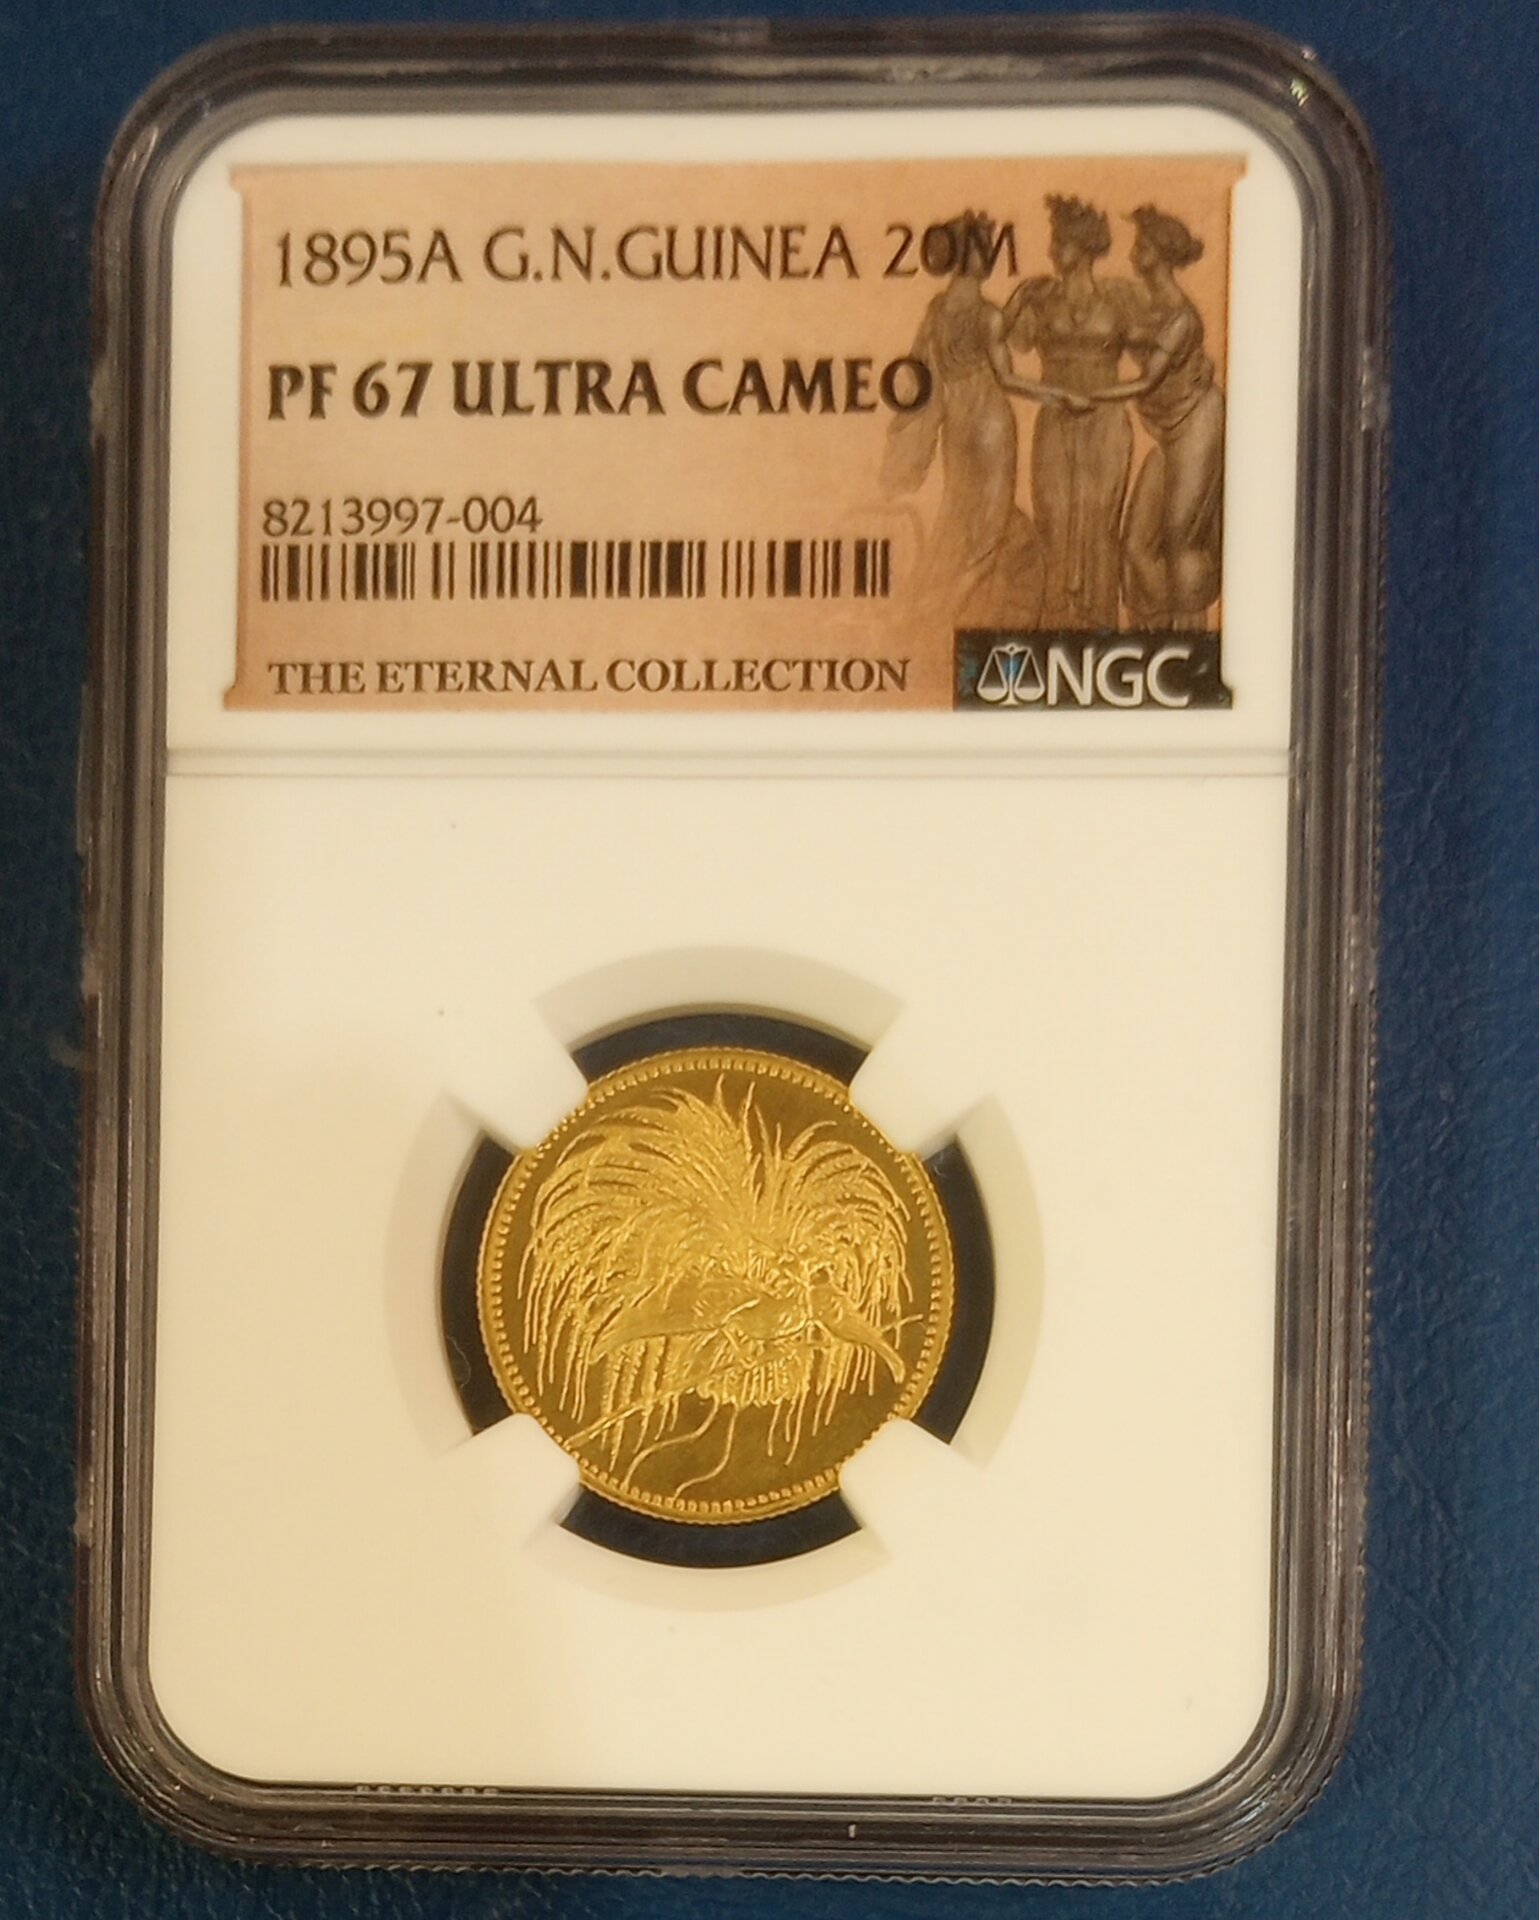 1895A G.N.GUINEA 20M
PF 67 ULTRA CAMEO
8213997-004
THE ETERNAL COLLECTION
NGC